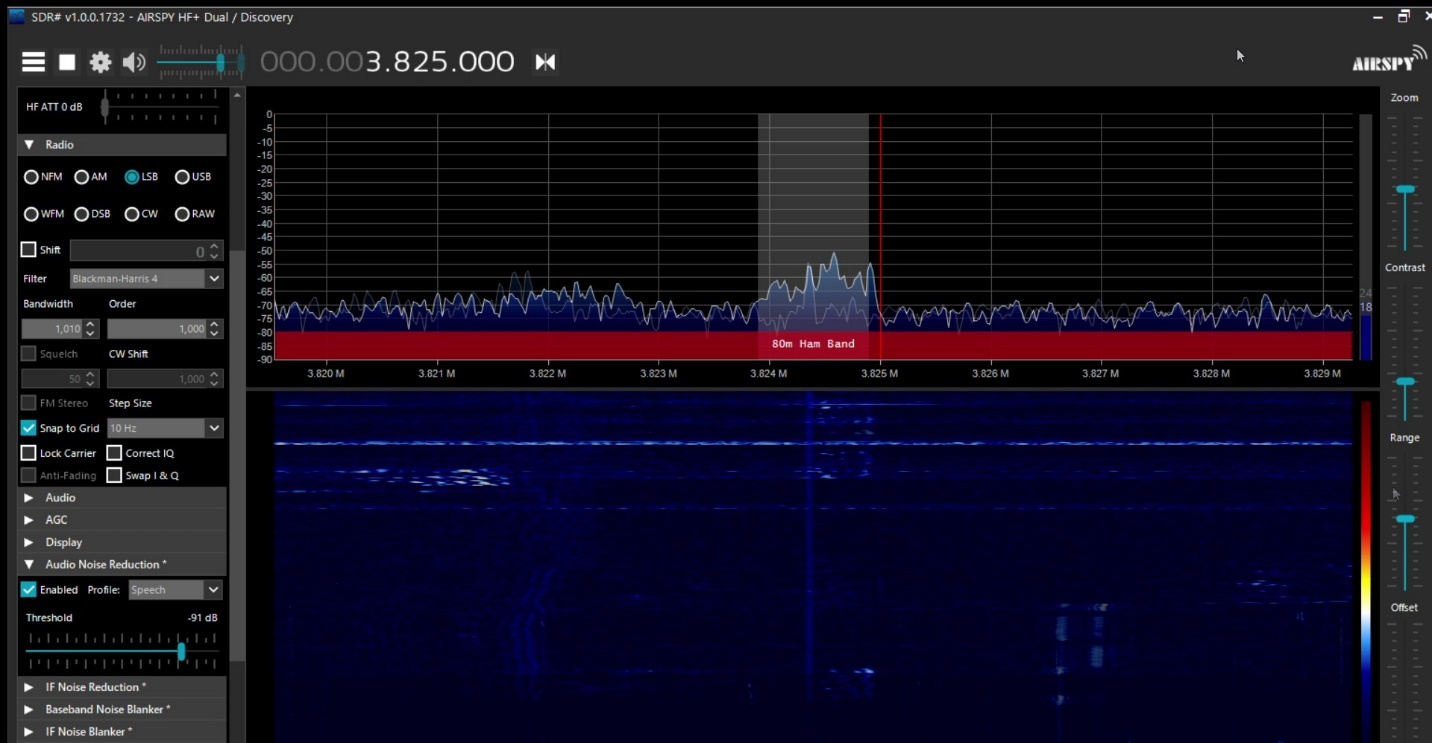 SDR# v1.0.0.1732 - AIRSPY HF+ Dual / Discovery
000.003.825.000
AIRSPY
HF ATT 0 dB
Radio
NFM AM LSB USB
WFM DSB CW RAW
Shift 0
Filter Blackman-Harris 4
Bandwidth Order
1,010 1,000
Squelch CW Shift
50 1,000
FM Stereo Step Size
Snap to Grid 10 Hz
Lock Carrier Correct IQ
Anti-Fading Swap I & Q
Audio
AGC
Display
Audio Noise Reduction *
Enabled Profile: Speech
Threshold -91 dB
IF Noise Reduction *
Baseband Noise Blanker *
IF Noise Blanker *
0
-5
-10
-15
-20
-25
-30
-35
-40
-45
-50
-55
-60
-65
-70
-75
-80
-85
-90
80m Ham Band
3.820 M 3.821 M 3.822 M 3.823 M 3.824 M 3.825 M 3.826 M 3.827 M 3.828 M 3.829 M
24
18
Zoom
Contrast
Range
Offset